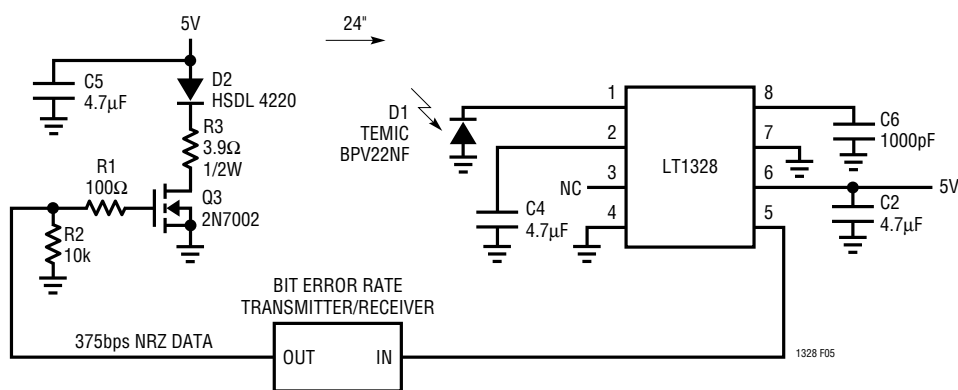 5V
24"
C5
4.7µF
D2
HSDL 4220
R3
3.9Ω
1/2W
R1
100Ω
Q3
2N7002
R2
10k
D1
TEMIC
BPV22NF
1
2
3
4
NC
C4
4.7µF
LT1328
8
7
6
5
C6
1000pF
5V
C2
4.7µF
BIT ERROR RATE
TRANSMITTER/RECEIVER
375bps NRZ DATA
OUT
IN
1328 F05